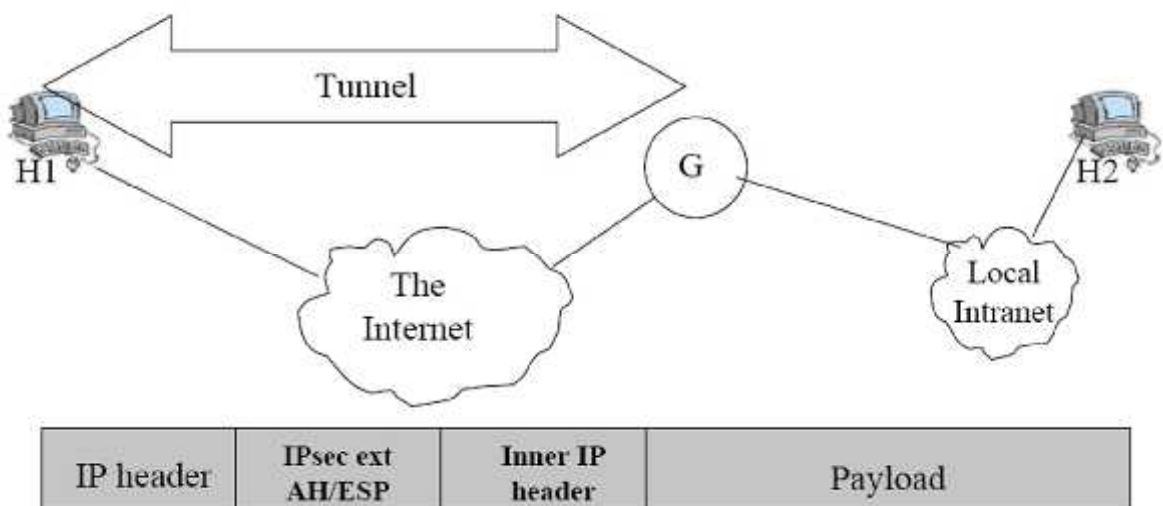 Tunnel
H1
G
H2
The
Internet
Local
Intranet
IP header
IPsec ext
AH/ESP
Inner IP
header
Payload